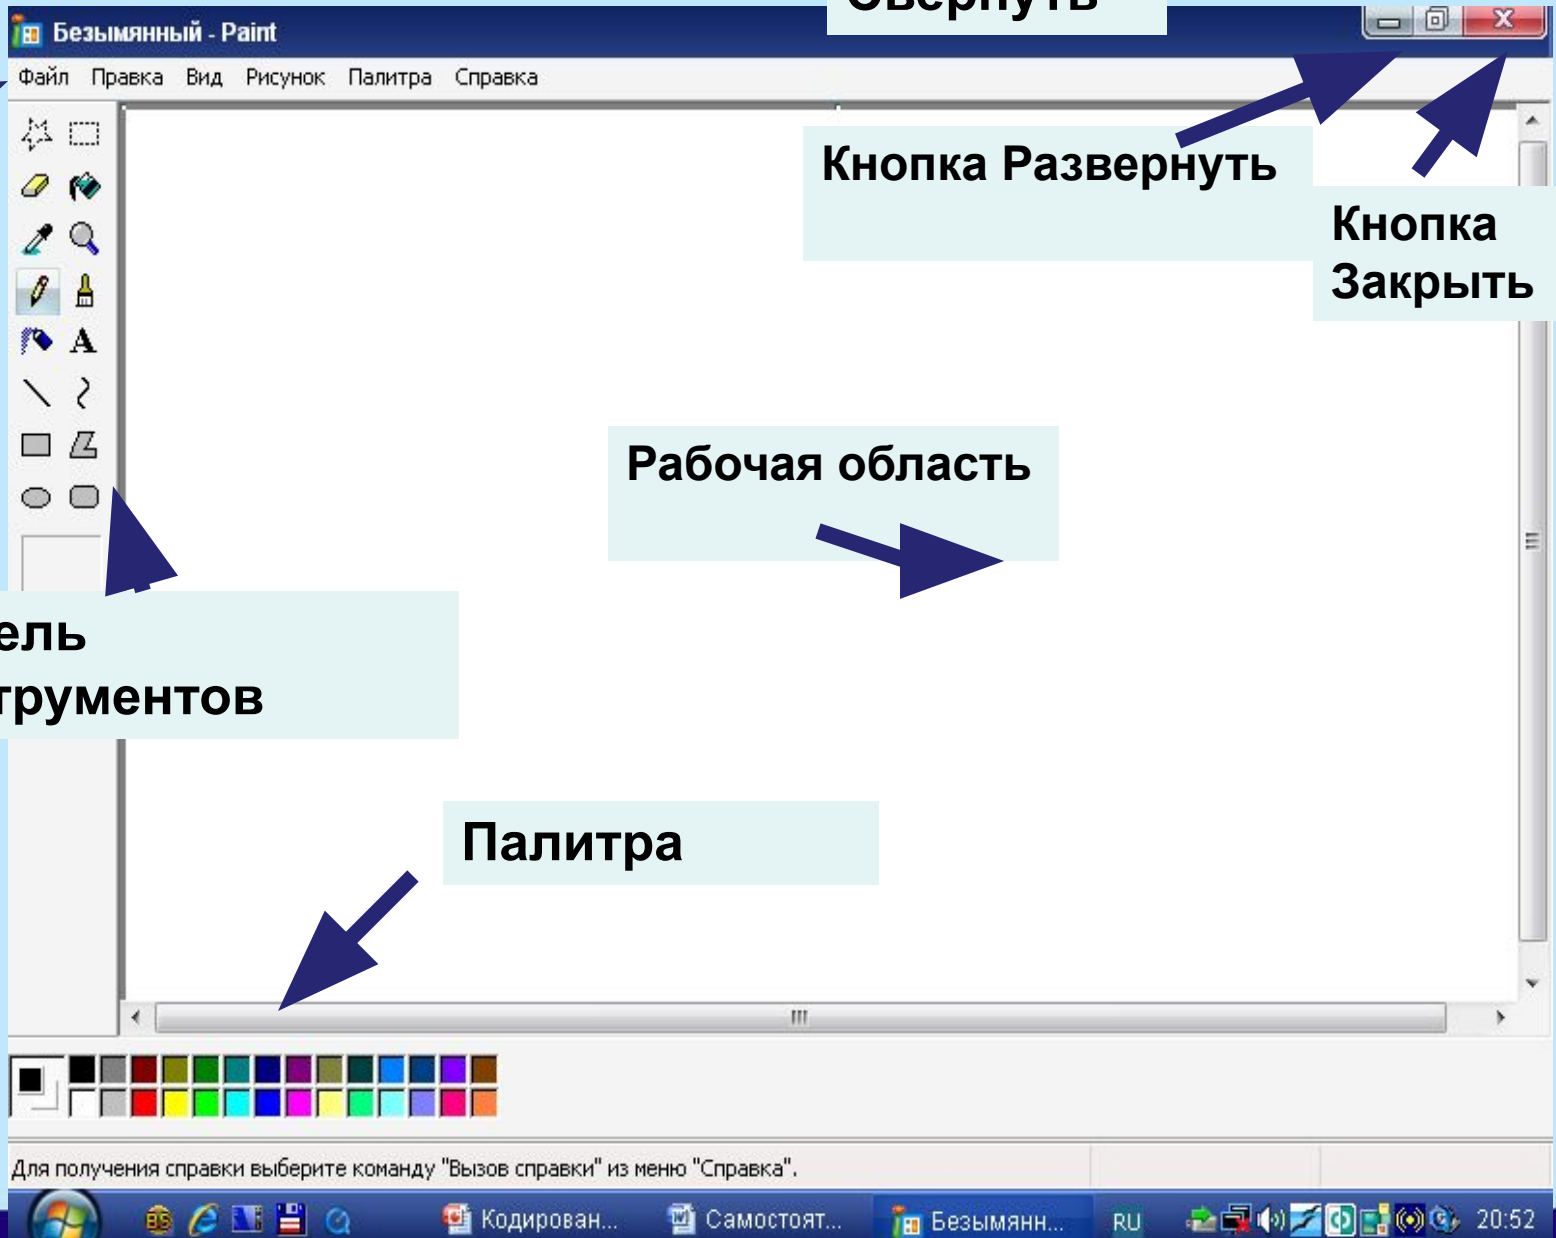 Свернуть
Безымянный - Paint
Файл Правка Вид Рисунок Палитра Справка
Кнопка Развернуть
Кнопка
Закрыть
A
Рабочая область
ель
трументов
Палитра
Для получения справки выберите команду "Вызов справки" из меню "Справка".
Кодирован... Самостоят... Безымянн... RU 20:52